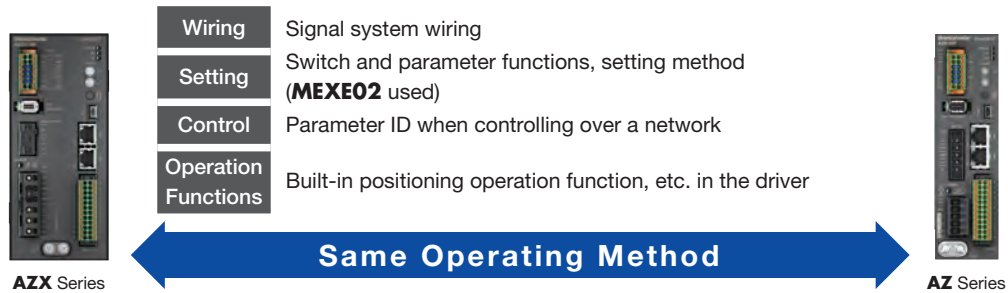 Wiring Signal system wiring
Setting Switch and parameter functions, setting method
(MEXE02 used)
Control Parameter ID when controlling over a network
Operation
Functions Built-in positioning operation function, etc. in the driver
Same Operating Method
AZX Series
AZ Series